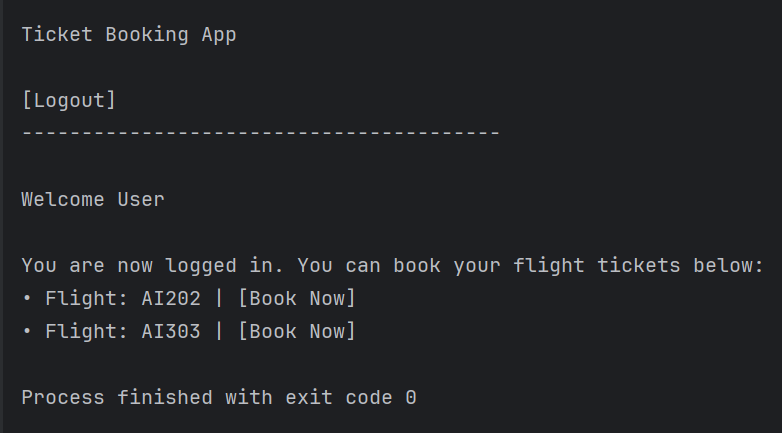 Ticket Booking App
[Logout]
----------------------------------------
Welcome User
You are now logged in. You can book your flight tickets below:
• Flight: AI202 | [Book Now]
• Flight: AI303 | [Book Now]
Process finished with exit code 0